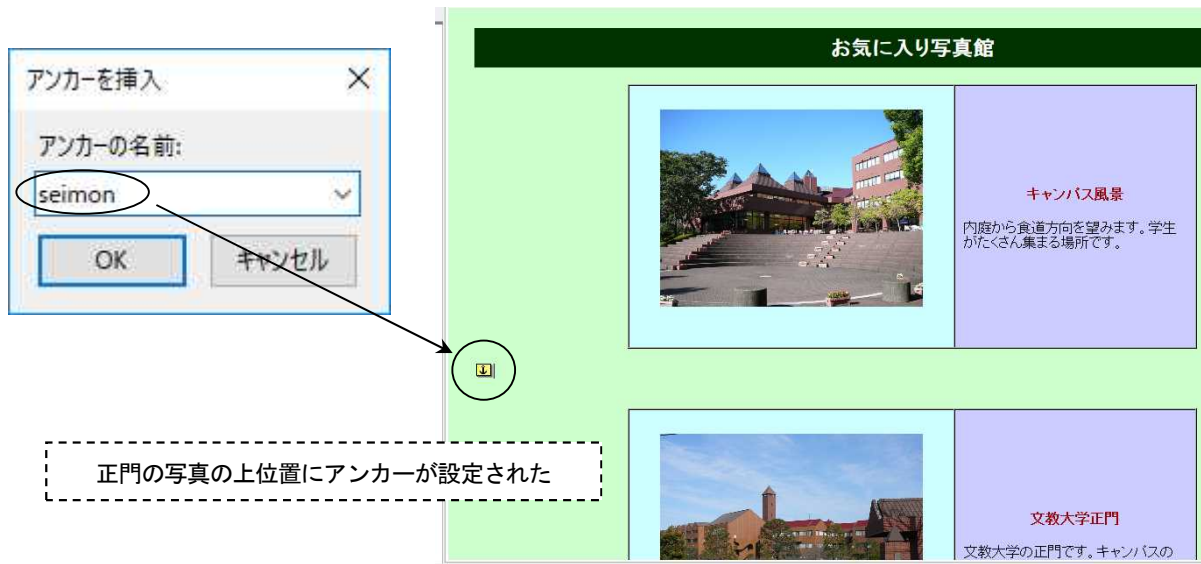 アンカーを挿入
アンカーの名前:
seimon
OK
キャンセル
お気に入り写真館
キャンパス風景
内庭から食道方向を望みます。学生
がたくさん集まる場所です。
正門の写真の上位置にアンカーが設定された
文教大学正門
文教大学の正門です。キャンパスの